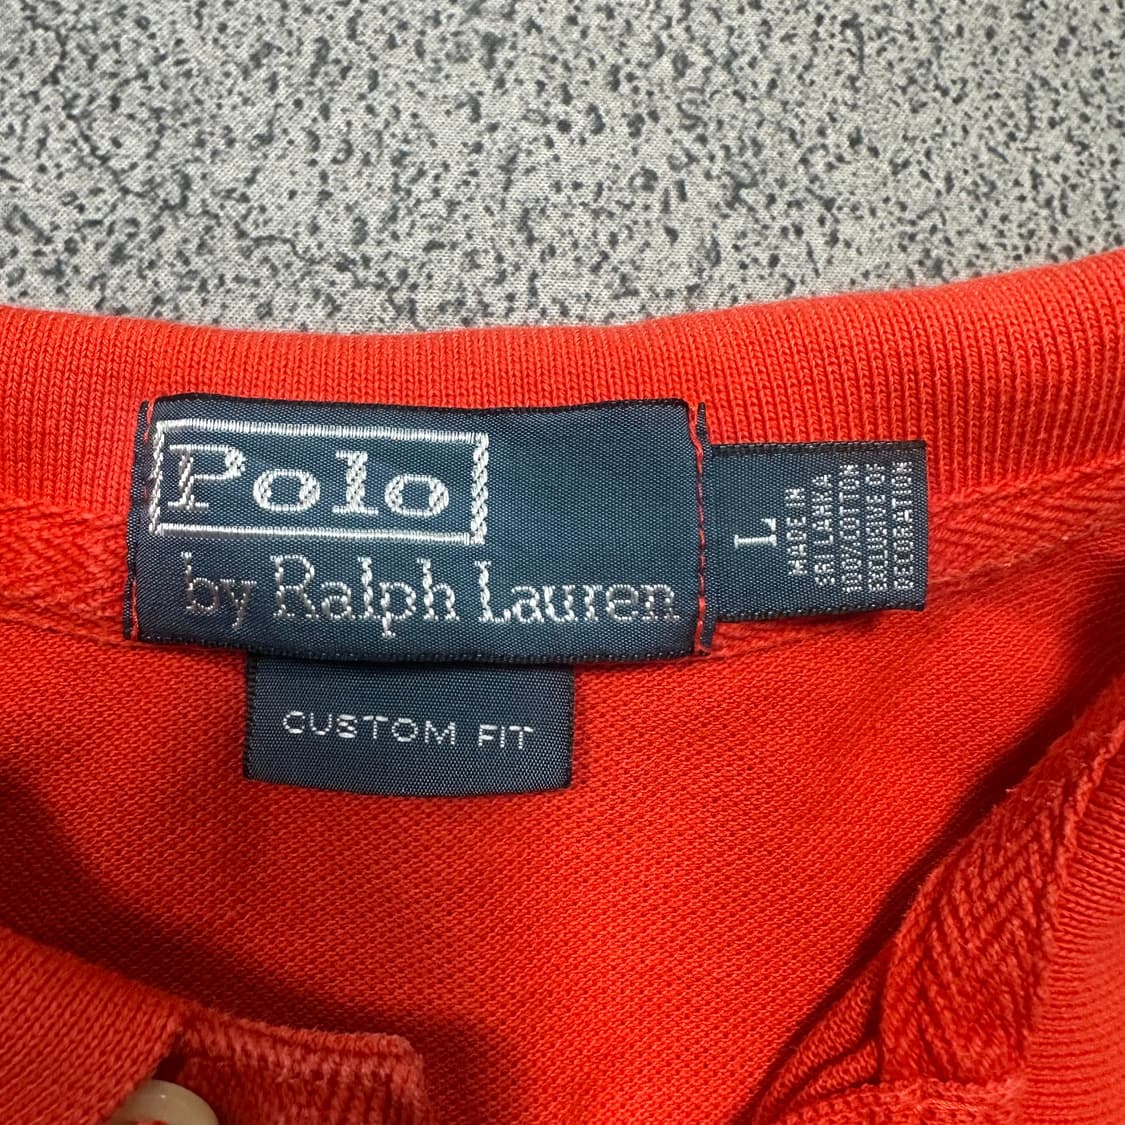 Polo
by Ralph Lauren
CUSTOM FIT
L
MADE IN
SRI LANKA
100% COTTON
EXCLUSIVE OF
DECORATION